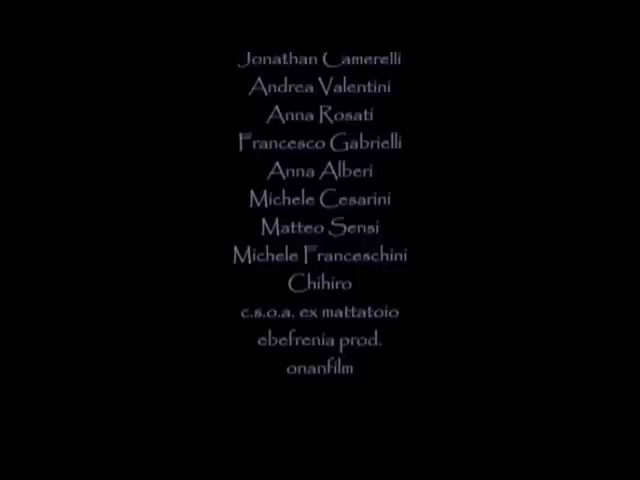 Jonathan Camerelli
Andrea Valentini
Anna Rosati
Francesco Gabrielli
Anna Alberi
Michele Cesarini
Matteo Sensi
Michele Franceschini
Chihiro
c.s.o.a. ex mattatoio
ebefrenia prod.
onanfilm